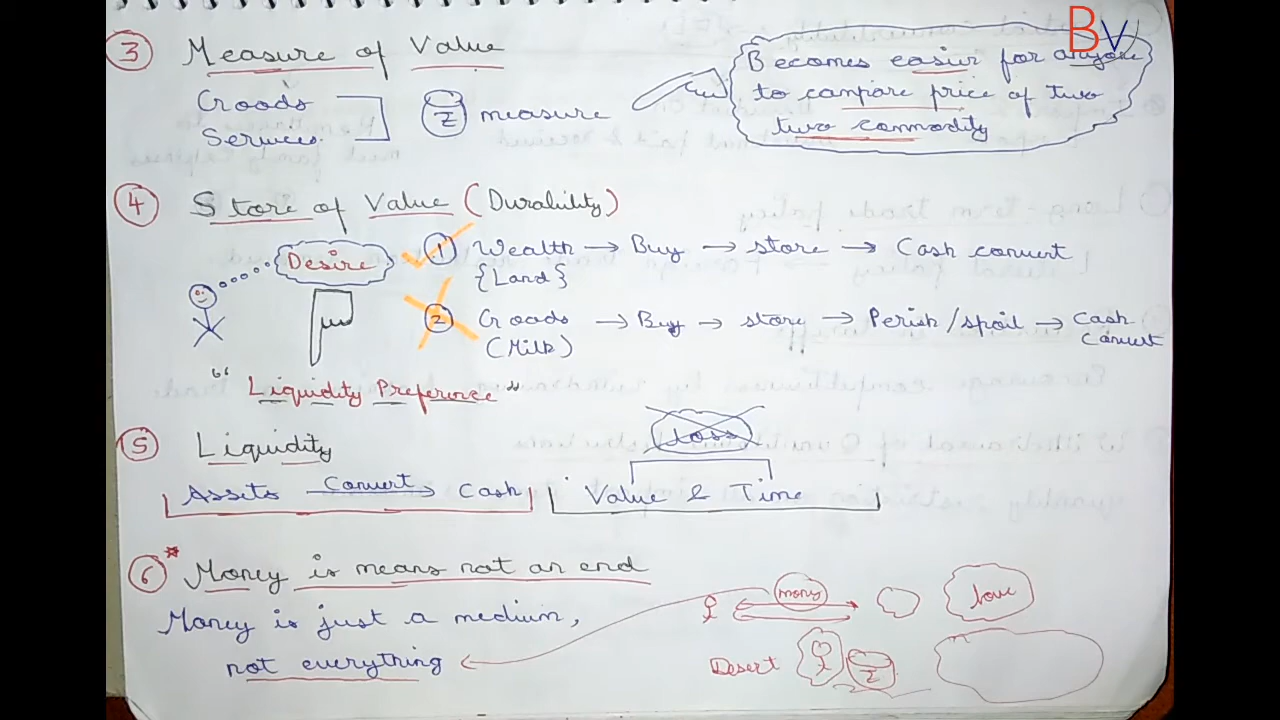 BV
3 Measure of Value
Goods
Services
measure
Becomes easier for anyone
to compare price of two
two commodity
4 Store of Value (Durability)
Desire
1 Wealth → Buy → store → Cash convert
{Land}
2 Goods → Buy → store → Perish/spoil → Cash
(Milk) convert
"Liquidity Preference"
5 Liquidity
Loss
Assets Convert → Cash Value & Time
6 * Money is means not an end
Money is just a medium,
not everything
money
love
Desert